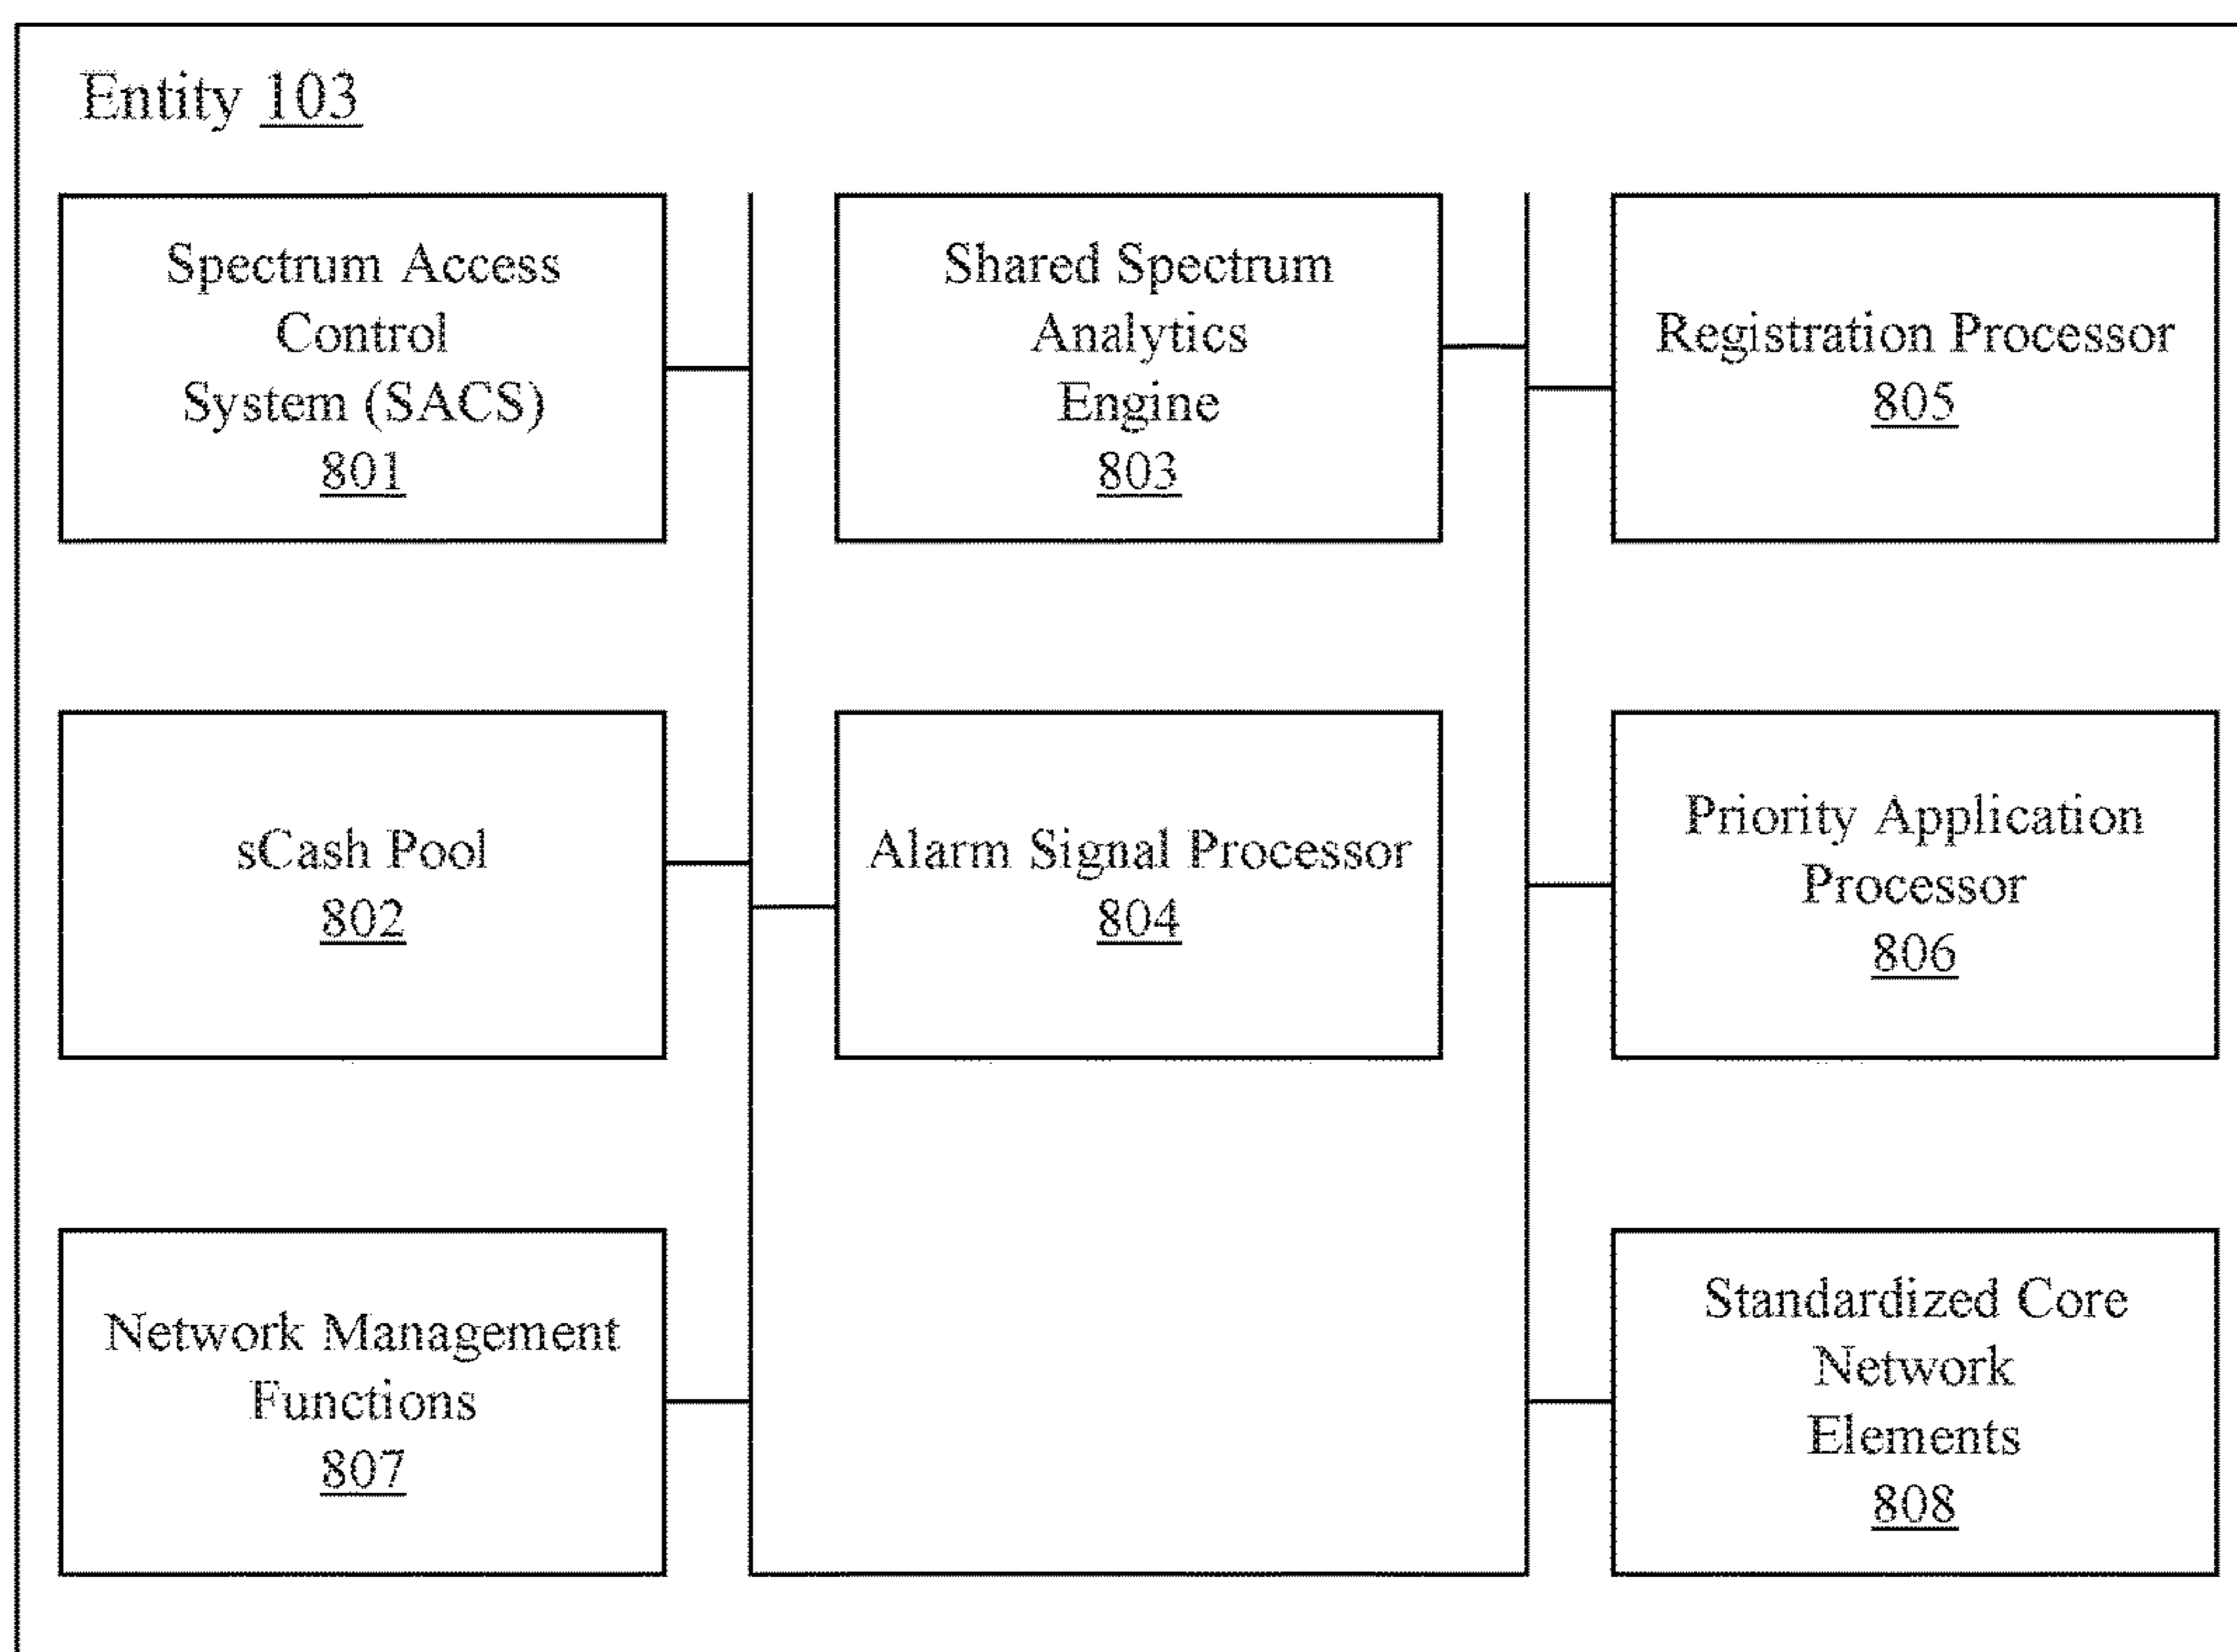 Entity 103
Spectrum Access
Control
System (SACS)
801
Shared Spectrum
Analytics
Engine
803
Registration Processor
805
sCash Pool
802
Alarm Signal Processor
804
Priority Application
Processor
806
Network Management
Functions
807
Standardized Core
Network
Elements
808